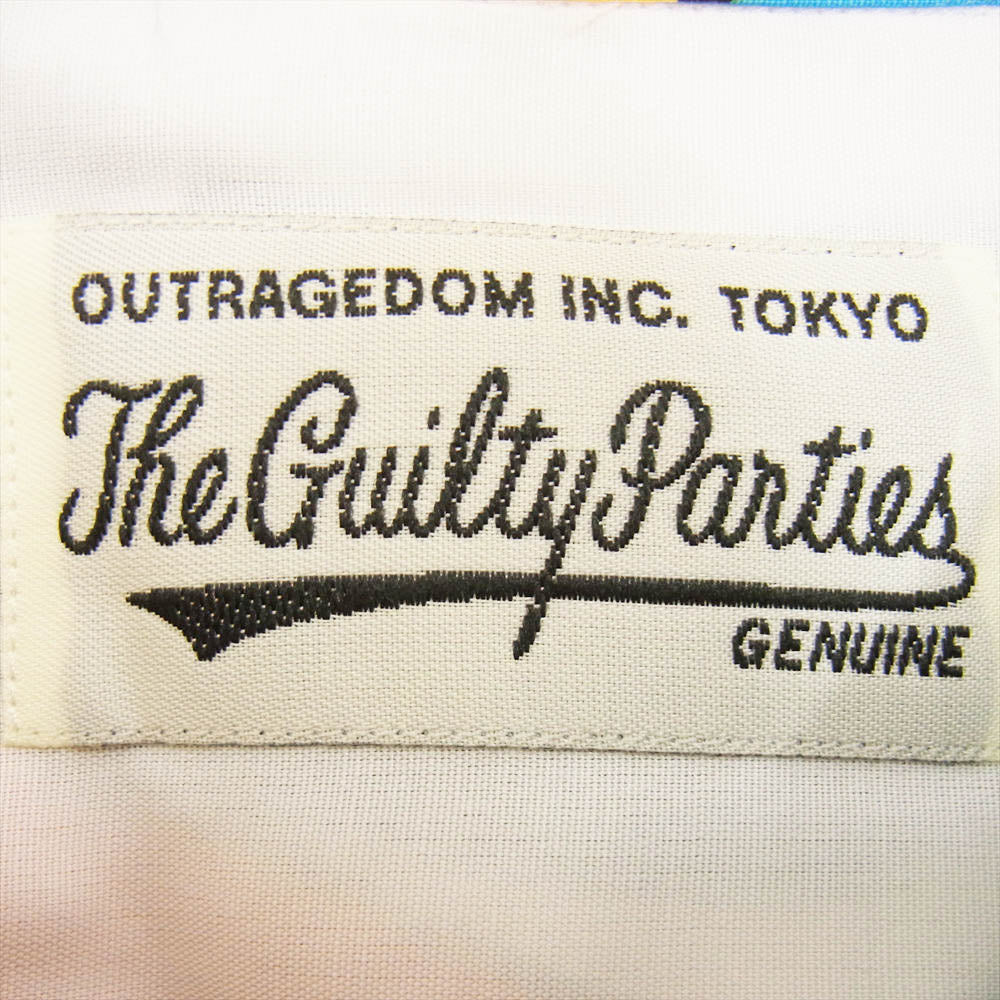 OUTRAGEDOM INC. TOKYO
The Guilty Parties
GENUINE